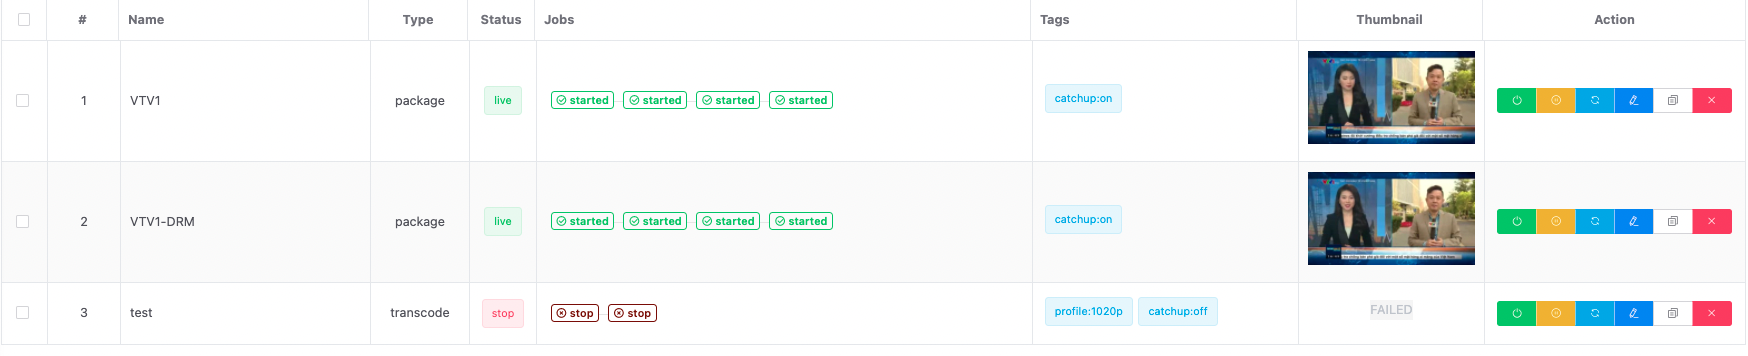 # Name Type Status Jobs Tags Thumbnail Action
1 VTV1 package live started started started started catchup:on
2 VTV1-DRM package live started started started started catchup:on
3 test transcode stop stop stop profile:1020p catchup:off FAILED